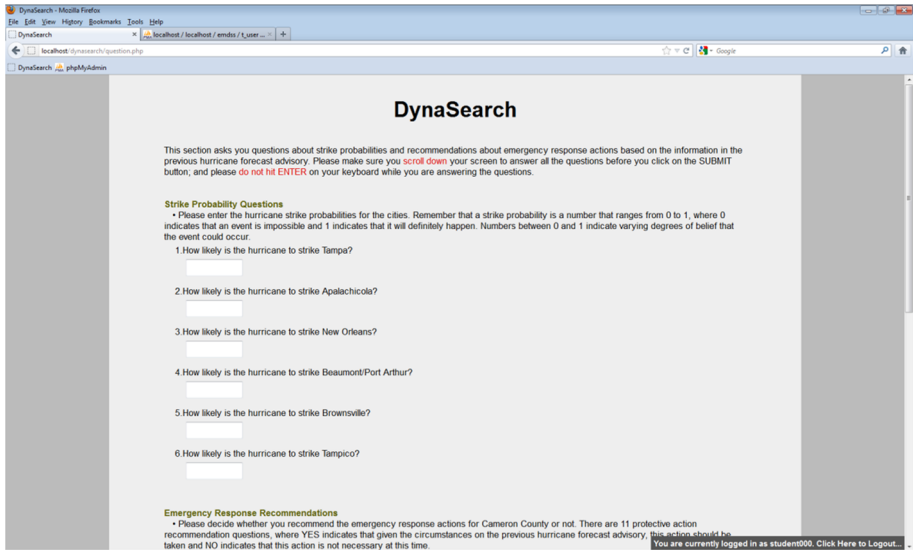 DynaSearch - Mozilla Firefox
File Edit View History Bookmarks Tools Help
DynaSearch × localhost / localhost / emdss / t_user ... × +
localhost/dynasearch/question.php Google
DynaSearch phpMyAdmin
DynaSearch
This section asks you questions about strike probabilities and recommendations about emergency response actions based on the information in the
previous hurricane forecast advisory. Please make sure you scroll down your screen to answer all the questions before you click on the SUBMIT
button; and please do not hit ENTER on your keyboard while you are answering the questions.
Strike Probability Questions
• Please enter the hurricane strike probabilities for the cities. Remember that a strike probability is a number that ranges from 0 to 1, where 0
indicates that an event is impossible and 1 indicates that it will definitely happen. Numbers between 0 and 1 indicate varying degrees of belief that
the event could occur.
1.How likely is the hurricane to strike Tampa?
2.How likely is the hurricane to strike Apalachicola?
3.How likely is the hurricane to strike New Orleans?
4.How likely is the hurricane to strike Beaumont/Port Arthur?
5.How likely is the hurricane to strike Brownsville?
6.How likely is the hurricane to strike Tampico?
Emergency Response Recommendations
• Please decide whether you recommend the emergency response actions for Cameron County or not. There are 11 protective action
recommendation questions, where YES indicates that given the circumstances on the previous hurricane forecast advisory, this action should be
taken and NO indicates that this action is not necessary at this time.
You are currently logged in as student000. Click Here to Logout...